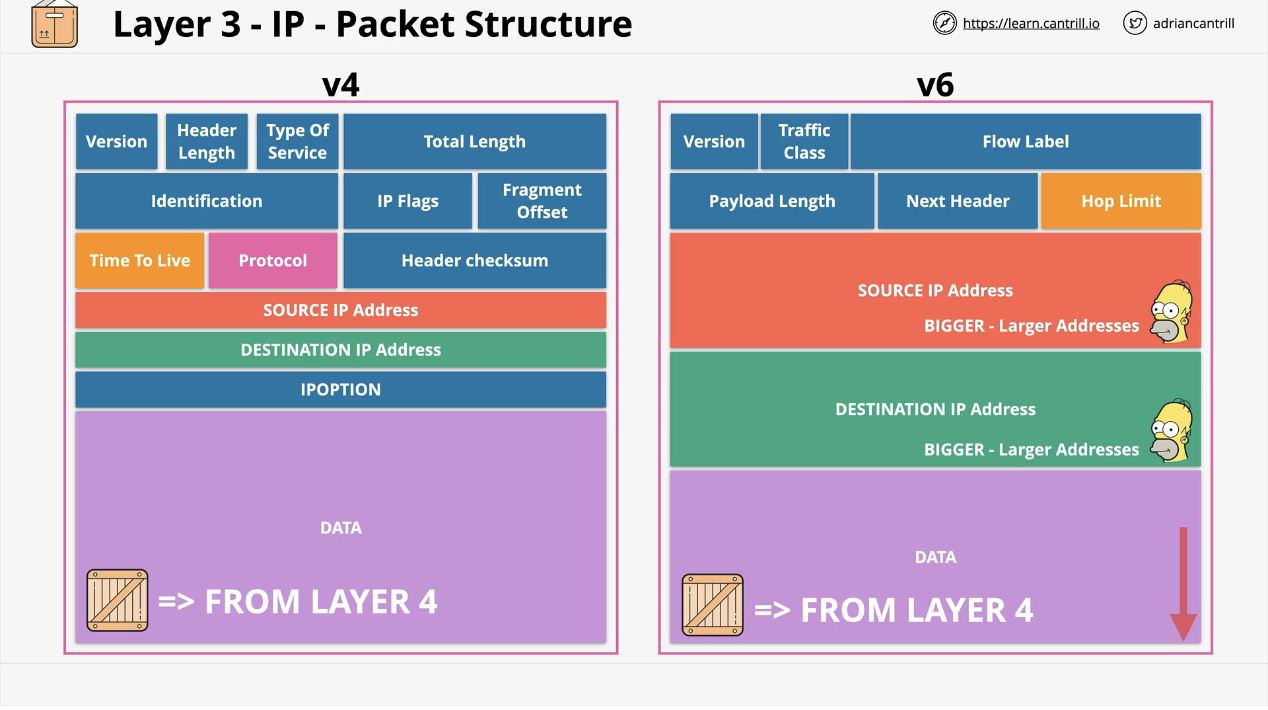 Layer 3 - IP - Packet Structure
https://learn.cantrill.io
adriancantrill
v4
Version
Header
Length
Type Of
Service
Total Length
Identification
IP Flags
Fragment
Offset
Time To Live
Protocol
Header checksum
SOURCE IP Address
DESTINATION IP Address
IPOPTION
DATA
=> FROM LAYER 4
v6
Version
Traffic
Class
Flow Label
Payload Length
Next Header
Hop Limit
SOURCE IP Address
BIGGER - Larger Addresses
DESTINATION IP Address
BIGGER - Larger Addresses
DATA
=> FROM LAYER 4